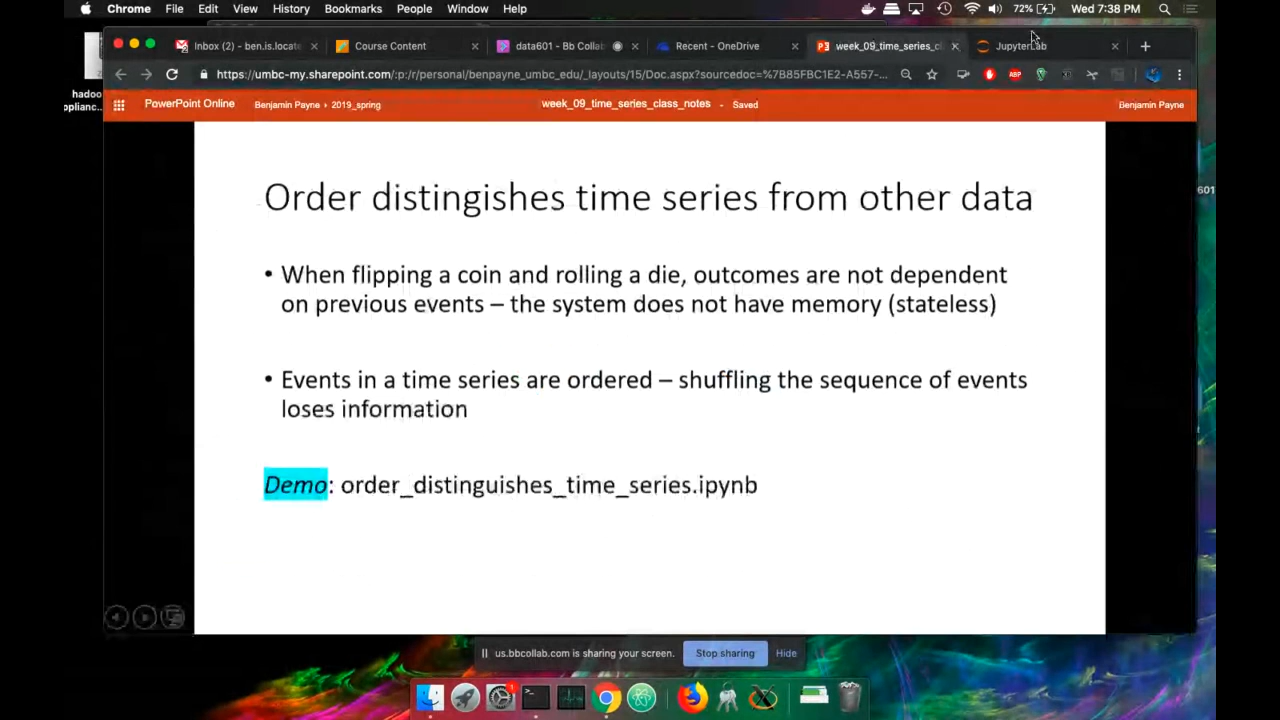 Chrome File Edit View History Bookmarks People Window Help 72% Wed 7:38 PM
hadoo
pplianc...
Inbox (2) - ben.is.locate Course Content data601 - Bb Collab Recent - OneDrive week_09_time_series_cl JupyterLab
https://umbc-my.sharepoint.com/:p:/r/personal/benpayne_umbc_edu/_layouts/15/Doc.aspx?sourcedoc=%7B85FBC1E2-A557-... ABP
PowerPoint Online Benjamin Payne › 2019_spring week_09_time_series_class_notes - Saved Benjamin Payne
601
Order distingishes time series from other data
• When flipping a coin and rolling a die, outcomes are not dependent
on previous events – the system does not have memory (stateless)
• Events in a time series are ordered – shuffling the sequence of events
loses information
Demo: order_distinguishes_time_series.ipynb
us.bbcollab.com is sharing your screen. Stop sharing Hide